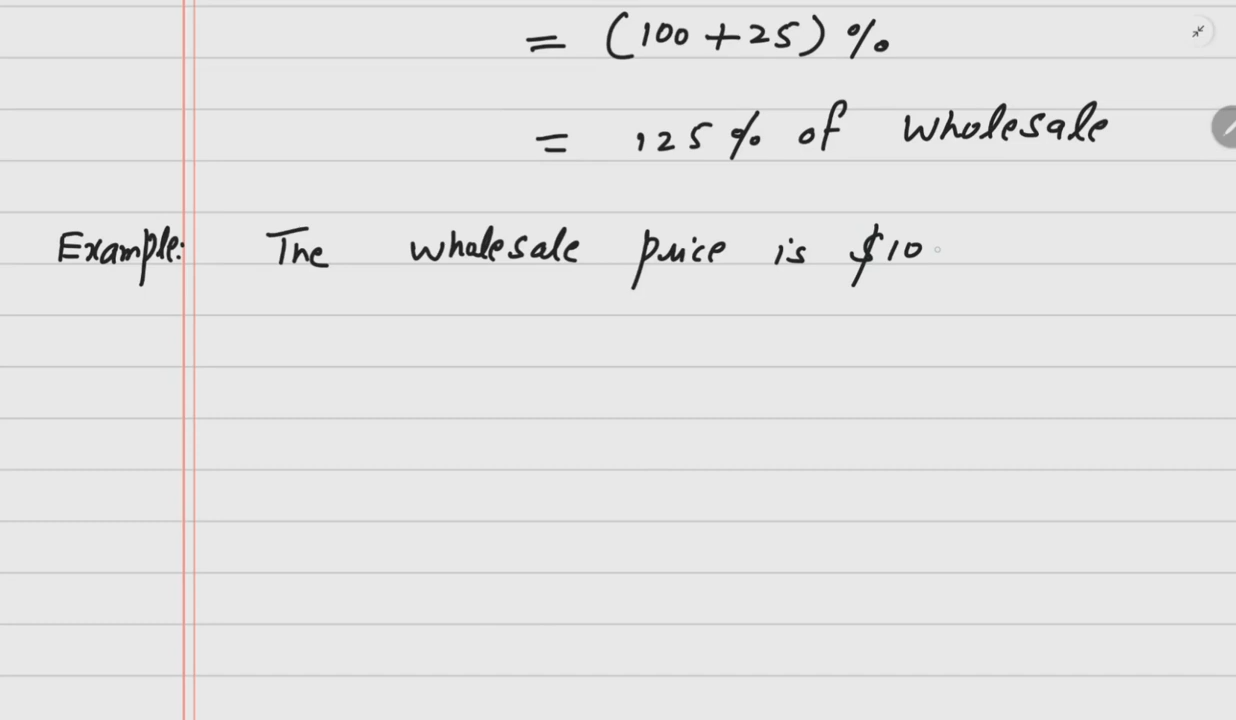 = (100 + 25) %
= 125 % of wholesale
Example: The wholesale price is $10